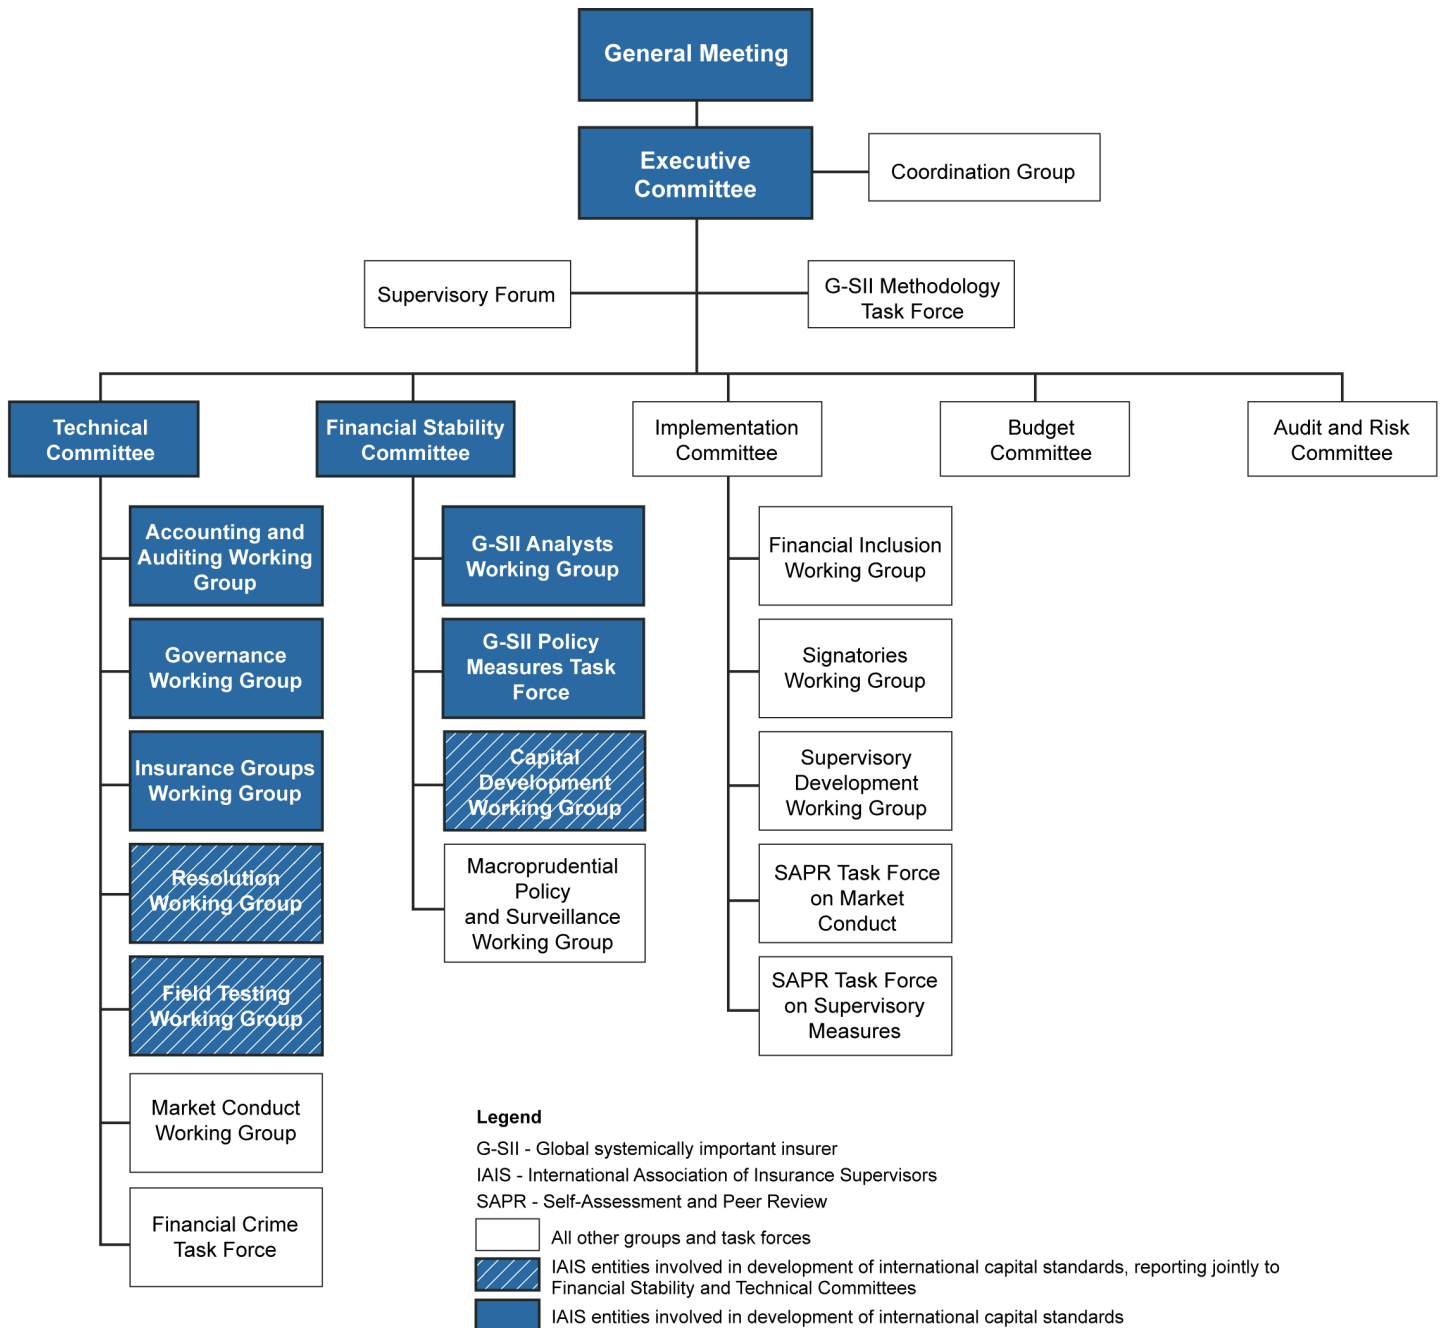 General Meeting
Executive
Committee
Coordination Group
Supervisory Forum
G-SII Methodology
Task Force
Technical
Committee
Financial Stability
Committee
Implementation
Committee
Budget
Committee
Audit and Risk
Committee
Accounting and
Auditing Working
Group
Governance
Working Group
Insurance Groups
Working Group
Resolution
Working Group
Field Testing
Working Group
Market Conduct
Working Group
Financial Crime
Task Force
G-SII Analysts
Working Group
G-SII Policy
Measures Task
Force
Capital
Development
Working Group
Macroprudential
Policy
and Surveillance
Working Group
Financial Inclusion
Working Group
Signatories
Working Group
Supervisory
Development
Working Group
SAPR Task Force
on Market
Conduct
SAPR Task Force
on Supervisory
Measures
Legend
G-SII - Global systemically important insurer
IAIS - International Association of Insurance Supervisors
SAPR - Self-Assessment and Peer Review
All other groups and task forces
IAIS entities involved in development of international capital standards, reporting jointly to
Financial Stability and Technical Committees
IAIS entities involved in development of international capital standards